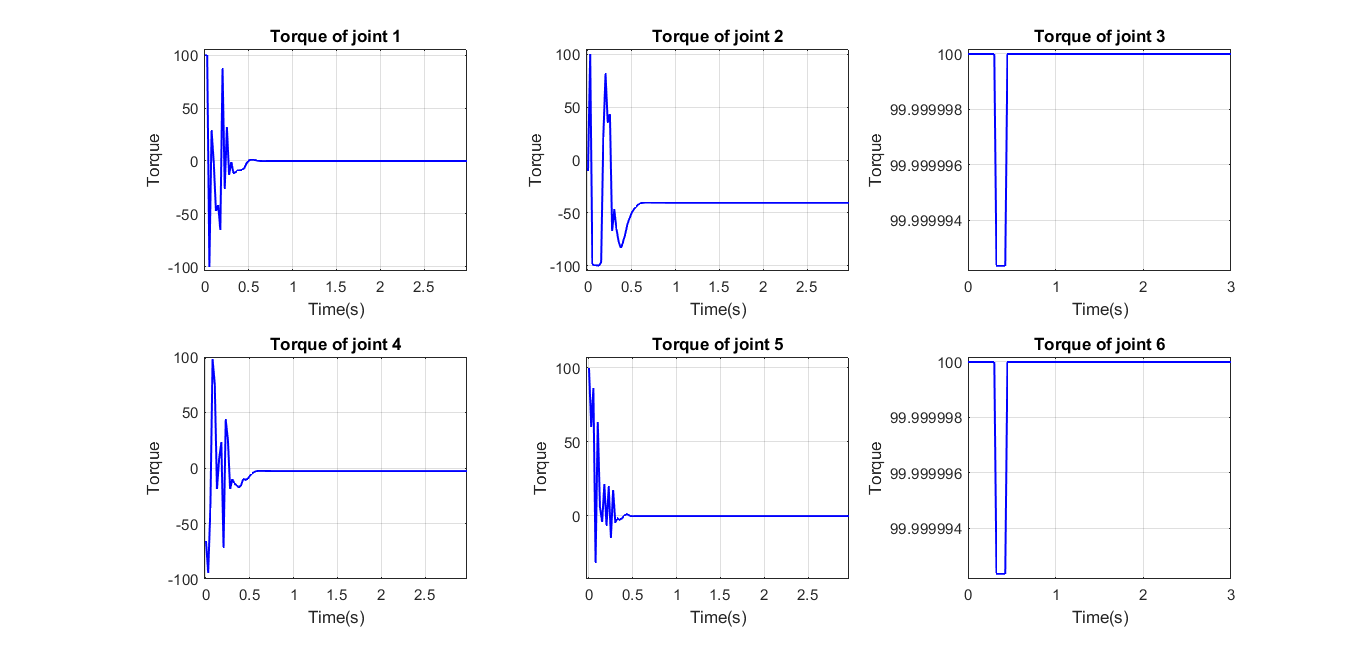 Torque of joint 1
100
50
0
-50
-100
Torque
0 0.5 1 1.5 2 2.5
Time(s)
Torque of joint 2
100
50
0
-50
-100
Torque
0 0.5 1 1.5 2 2.5
Time(s)
Torque of joint 3
100
99.999998
99.999996
99.999994
Torque
0 1 2 3
Time(s)
Torque of joint 4
100
50
0
-50
-100
Torque
0 0.5 1 1.5 2 2.5
Time(s)
Torque of joint 5
100
50
0
Torque
0 0.5 1 1.5 2 2.5
Time(s)
Torque of joint 6
100
99.999998
99.999996
99.999994
Torque
0 1 2 3
Time(s)